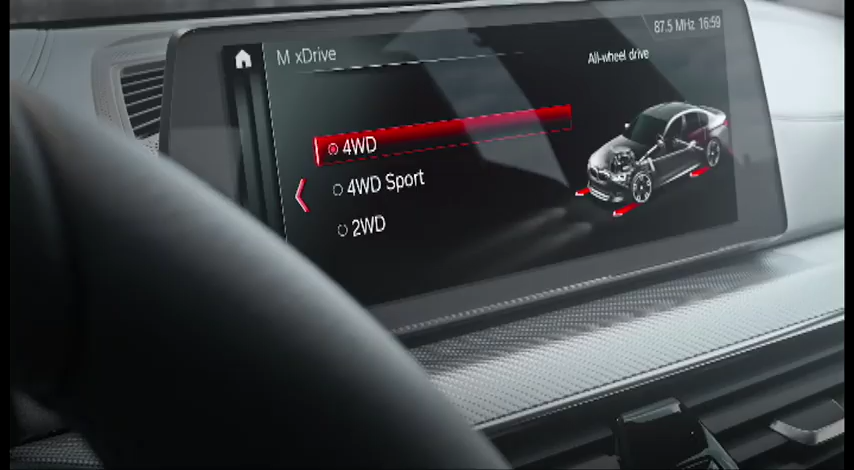 87.5 MHz 16:59
M xDrive
All-wheel drive
4WD
4WD Sport
2WD